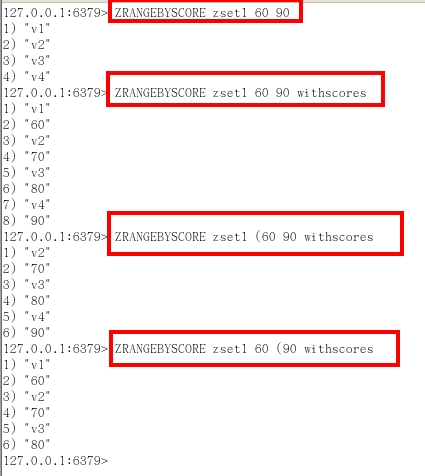 127.0.0.1:6379> ZRANGEBYSCORE zset1 60 90
1) "v1"
2) "v2"
3) "v3"
4) "v4"
127.0.0.1:6379> ZRANGEBYSCORE zset1 60 90 withscores
1) "v1"
2) "60"
3) "v2"
4) "70"
5) "v3"
6) "80"
7) "v4"
8) "90"
127.0.0.1:6379> ZRANGEBYSCORE zset1 (60 90 withscores
1) "v2"
2) "70"
3) "v3"
4) "80"
5) "v4"
6) "90"
127.0.0.1:6379> ZRANGEBYSCORE zset1 60 (90 withscores
1) "v1"
2) "60"
3) "v2"
4) "70"
5) "v3"
6) "80"
127.0.0.1:6379>